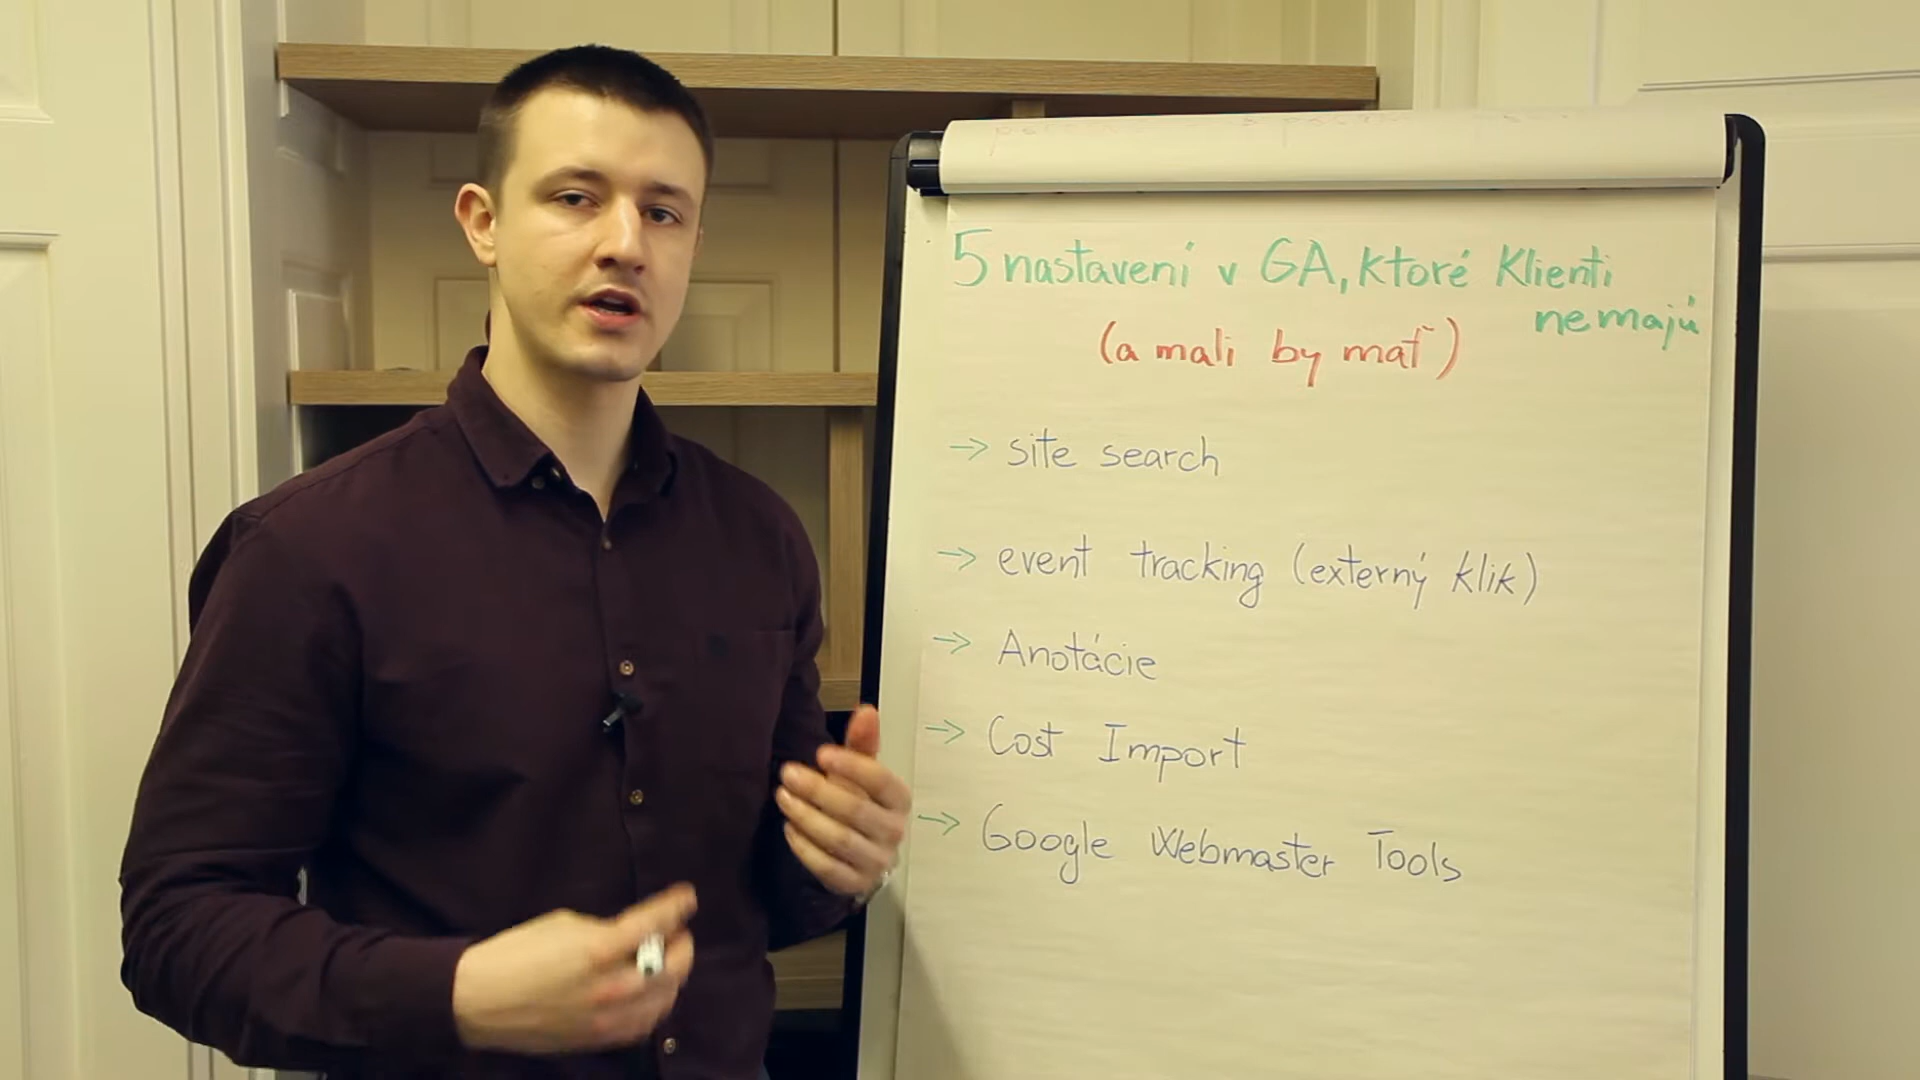 5 nastavení v GA, ktoré Klienti
nemajú
(a mali by mať)
→ site search
→ event tracking (externý klik)
→ Anotácie
→ Cost Import
→ Google Webmaster Tools